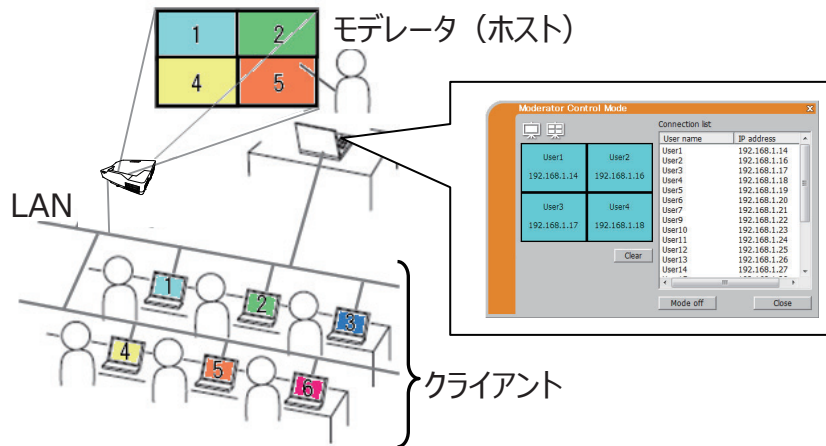 モデレータ（ホスト）
1 2
4 5
LAN
1 2 3
4 5 6
クライアント
Moderator Control Mode x
Connection list
User name IP address
User1 192.168.1.14
User2 192.168.1.16
User3 192.168.1.17
User4 192.168.1.18
User5 192.168.1.19
User6 192.168.1.20
User7 192.168.1.21
User9 192.168.1.22
User10 192.168.1.23
User11 192.168.1.24
User12 192.168.1.25
User13 192.168.1.26
User14 192.168.1.27
User1 User2
192.168.1.14 192.168.1.16
User3 User4
192.168.1.17 192.168.1.18
Clear
Mode off Close